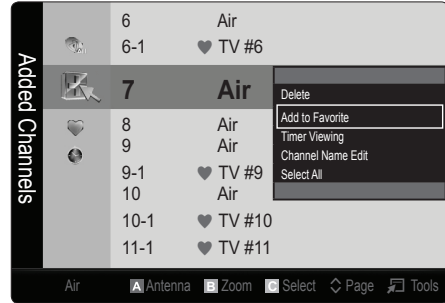 Added Channels
6 Air
6-1 ♥ TV #6
7 Air
8 Air
9 Air
9-1 ♥ TV #9
10 Air
10-1 ♥ TV #10
11-1 ♥ TV #11
Delete
Add to Favorite
Timer Viewing
Channel Name Edit
Select All
Air A Antenna B Zoom C Select Page Tools